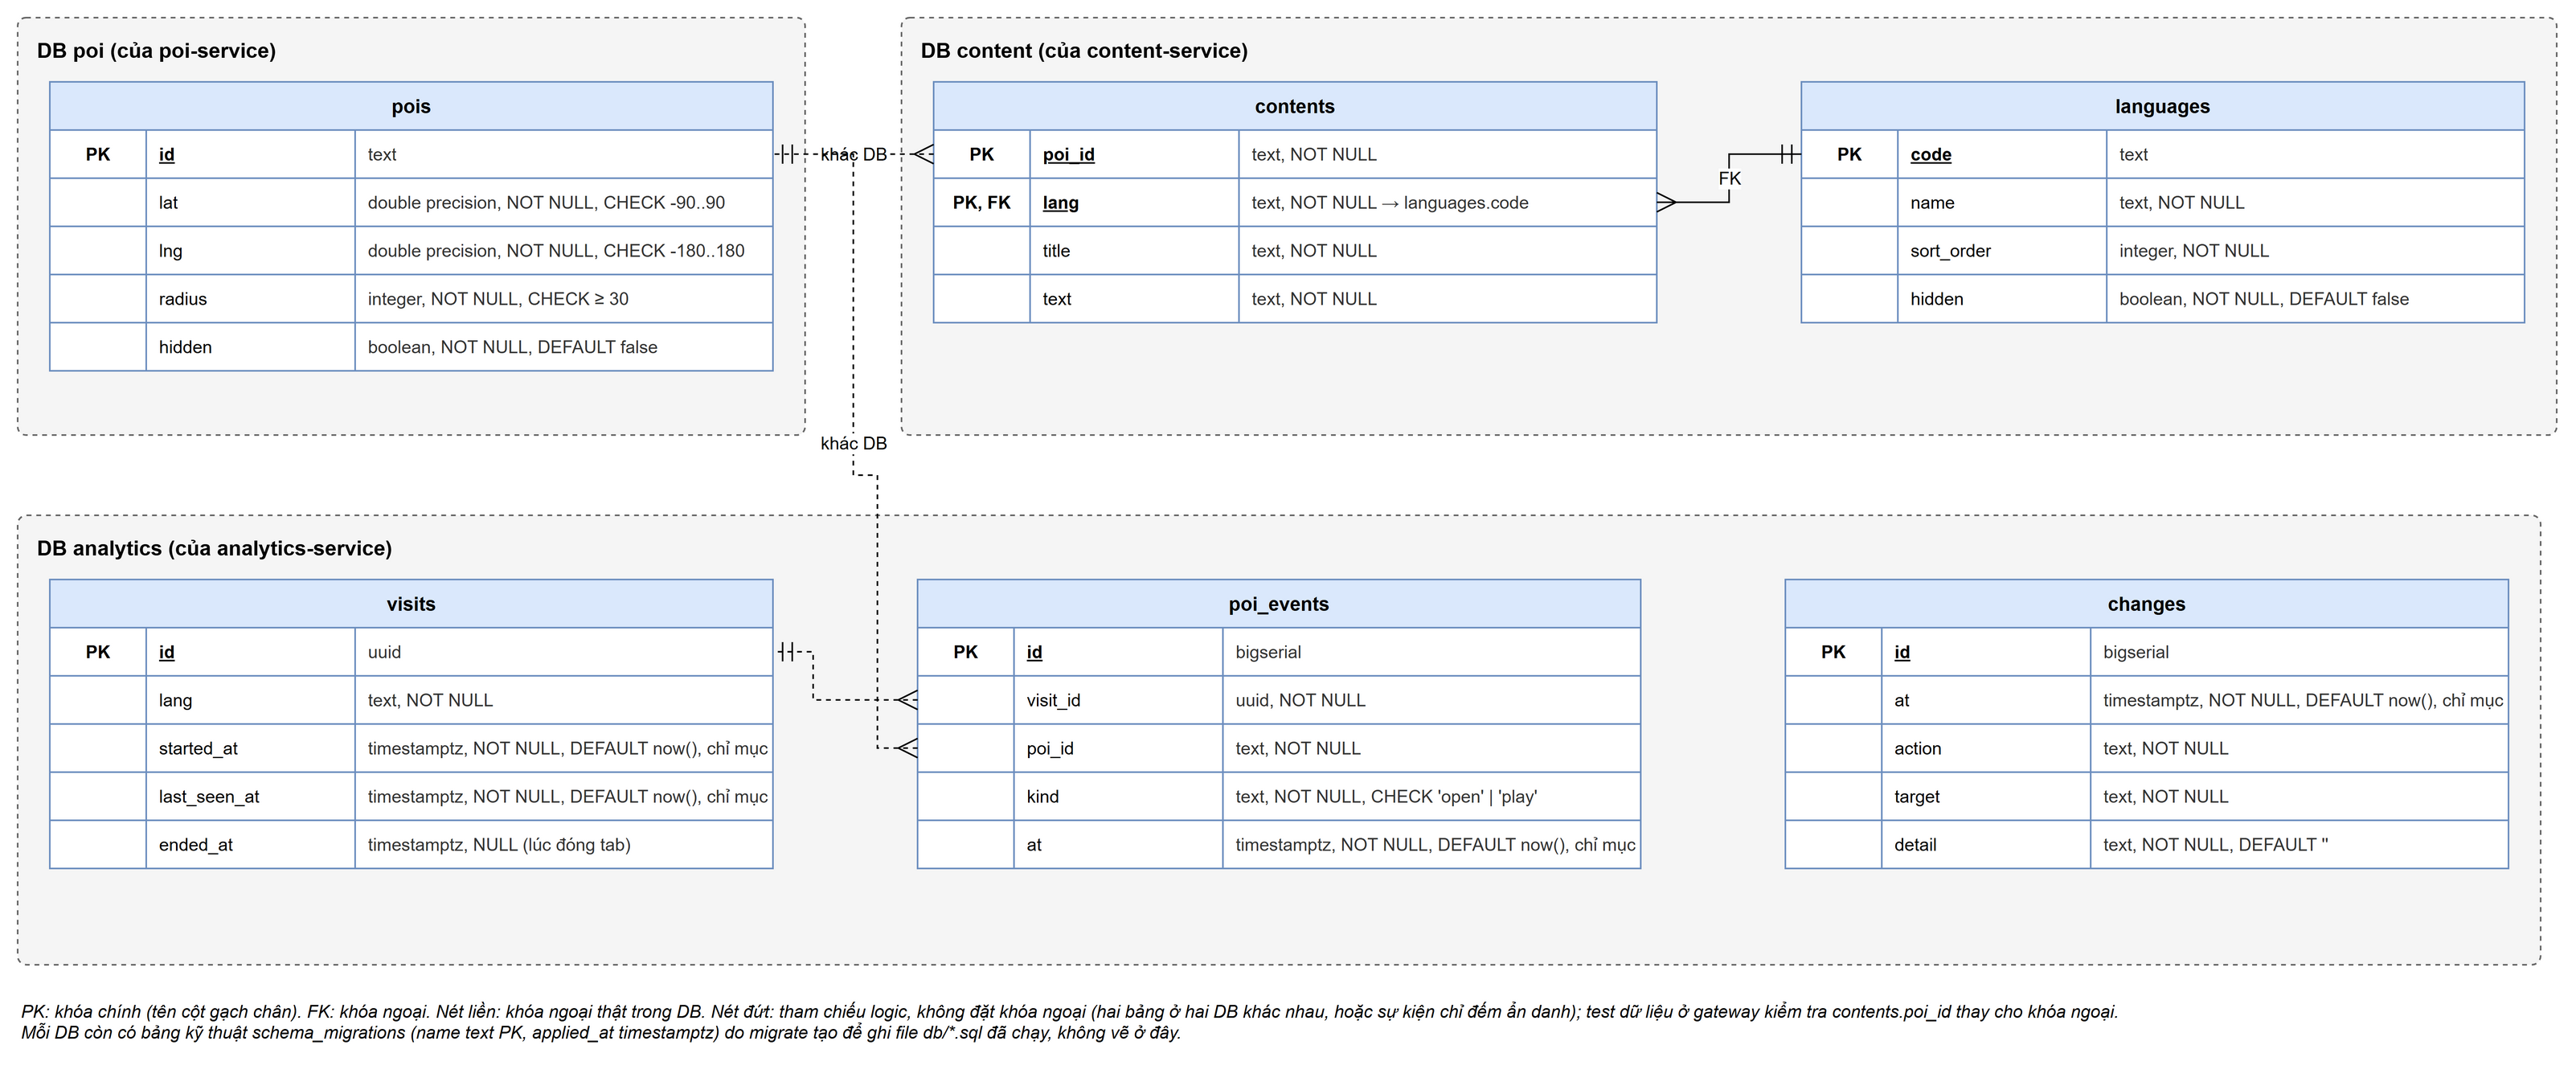 DB poi (của poi-service)
pois
PK id text
lat double precision, NOT NULL, CHECK -90..90
lng double precision, NOT NULL, CHECK -180..180
radius integer, NOT NULL, CHECK ≥ 30
hidden boolean, NOT NULL, DEFAULT false
khác DB
khác DB
DB content (của content-service)
contents
PK poi_id text, NOT NULL
PK, FK lang text, NOT NULL → languages.code
title text, NOT NULL
text text, NOT NULL
FK
languages
PK code text
name text, NOT NULL
sort_order integer, NOT NULL
hidden boolean, NOT NULL, DEFAULT false
DB analytics (của analytics-service)
visits
PK id uuid
lang text, NOT NULL
started_at timestamptz, NOT NULL, DEFAULT now(), chỉ mục
last_seen_at timestamptz, NOT NULL, DEFAULT now(), chỉ mục
ended_at timestamptz, NULL (lúc đóng tab)
poi_events
PK id bigserial
visit_id uuid, NOT NULL
poi_id text, NOT NULL
kind text, NOT NULL, CHECK 'open' | 'play'
at timestamptz, NOT NULL, DEFAULT now(), chỉ mục
changes
PK id bigserial
at timestamptz, NOT NULL, DEFAULT now(), chỉ mục
action text, NOT NULL
target text, NOT NULL
detail text, NOT NULL, DEFAULT ''
PK: khóa chính (tên cột gạch chân). FK: khóa ngoại. Nét liền: khóa ngoại thật trong DB. Nét đứt: tham chiếu logic, không đặt khóa ngoại (hai bảng ở hai DB khác nhau, hoặc sự kiện chỉ đếm ẩn danh); test dữ liệu ở gateway kiểm tra contents.poi_id thay cho khóa ngoại.
Mỗi DB còn có bảng kỹ thuật schema_migrations (name text PK, applied_at timestamptz) do migrate tạo để ghi file db/*.sql đã chạy, không vẽ ở đây.